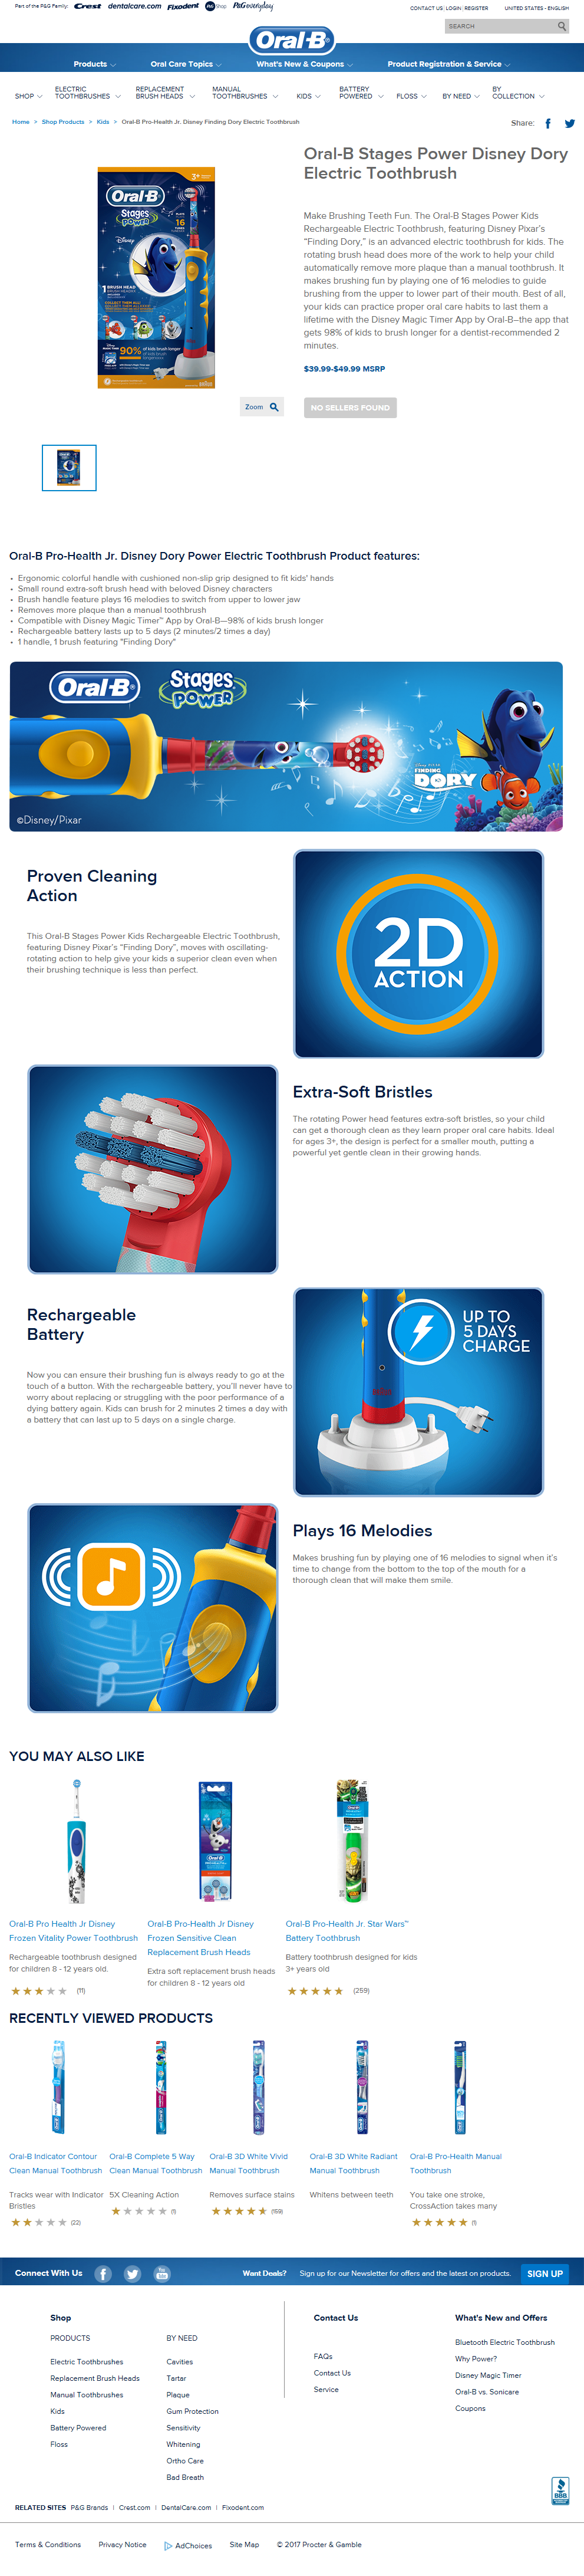 Part of the P&G Family: Crest dentalcare.com Fixodent P&G Shop P&G everyday
CONTACT US | LOGIN | REGISTER UNITED STATES - ENGLISH
SEARCH
Oral-B
Products Oral Care Topics What's New & Coupons Product Registration & Service
SHOP ELECTRIC TOOTHBRUSHES REPLACEMENT BRUSH HEADS MANUAL TOOTHBRUSHES KIDS BATTERY POWERED FLOSS BY NEED BY COLLECTION
Home > Shop Products > Kids > Oral-B Pro-Health Jr. Disney Finding Dory Electric Toothbrush
Share:
Oral-B Stages Power Disney Dory
Electric Toothbrush
3+
Oral-B
Stages
POWER
16
Disney
1 BRUSH HEAD
90%
BRAUN
Make Brushing Teeth Fun. The Oral-B Stages Power Kids
Rechargeable Electric Toothbrush, featuring Disney Pixar's
"Finding Dory," is an advanced electric toothbrush for kids. The
rotating brush head does more of the work to help your child
automatically remove more plaque than a manual toothbrush. It
makes brushing fun by playing one of 16 melodies to guide
brushing from the upper to lower part of their mouth. Best of all,
your kids can practice proper oral care habits to last them a
lifetime with the Disney Magic Timer App by Oral-B–the app that
gets 98% of kids to brush longer for a dentist-recommended 2
minutes.
$39.99-$49.99 MSRP
Zoom
NO SELLERS FOUND
Oral-B Pro-Health Jr. Disney Dory Power Electric Toothbrush Product features:
• Ergonomic colorful handle with cushioned non-slip grip designed to fit kids' hands
• Small round extra-soft brush head with beloved Disney characters
• Brush handle feature plays 16 melodies to switch from upper to lower jaw
• Removes more plaque than a manual toothbrush
• Compatible with Disney Magic Timer™ App by Oral-B—98% of kids brush longer
• Rechargeable battery lasts up to 5 days (2 minutes/2 times a day)
• 1 handle, 1 brush featuring "Finding Dory"
Oral-B
Stages
POWER
FINDING
DORY
©Disney/Pixar
Proven Cleaning
Action
This Oral-B Stages Power Kids Rechargeable Electric Toothbrush,
featuring Disney Pixar's "Finding Dory", moves with oscillating-
rotating action to help give your kids a superior clean even when
their brushing technique is less than perfect.
2D
ACTION
Extra-Soft Bristles
The rotating Power head features extra-soft bristles, so your child
can get a thorough clean as they learn proper oral care habits. Ideal
for ages 3+, the design is perfect for a smaller mouth, putting a
powerful yet gentle clean in their growing hands.
Rechargeable
Battery
Now you can ensure their brushing fun is always ready to go at the
touch of a button. With the rechargeable battery, you'll never have to
worry about replacing or struggling with the poor performance of a
dying battery again. Kids can brush for 2 minutes 2 times a day with
a battery that can last up to 5 days on a single charge.
UP TO
5 DAYS
CHARGE
Plays 16 Melodies
Makes brushing fun by playing one of 16 melodies to signal when it's
time to change from the bottom to the top of the mouth for a
thorough clean that will make them smile.
YOU MAY ALSO LIKE
Oral-B Pro Health Jr Disney
Frozen Vitality Power Toothbrush
Rechargeable toothbrush designed
for children 8 - 12 years old.
(11)
Oral-B Pro-Health Jr Disney
Frozen Sensitive Clean
Replacement Brush Heads
Extra soft replacement brush heads
for children 8 - 12 years old
Oral-B Pro-Health Jr. Star Wars™
Battery Toothbrush
Battery toothbrush designed for kids
3+ years old
(259)
RECENTLY VIEWED PRODUCTS
Oral-B Indicator Contour
Clean Manual Toothbrush
Tracks wear with Indicator
Bristles
(22)
Oral-B Complete 5 Way
Clean Manual Toothbrush
5X Cleaning Action
(1)
Oral-B 3D White Vivid
Manual Toothbrush
Removes surface stains
(159)
Oral-B 3D White Radiant
Manual Toothbrush
Whitens between teeth
Oral-B Pro-Health Manual
Toothbrush
You take one stroke,
CrossAction takes many
(1)
Connect With Us
You Tube
Want Deals? Sign up for our Newsletter for offers and the latest on products. SIGN UP
Shop
PRODUCTS
Electric Toothbrushes
Replacement Brush Heads
Manual Toothbrushes
Kids
Battery Powered
Floss
BY NEED
Cavities
Tartar
Plaque
Gum Protection
Sensitivity
Whitening
Ortho Care
Bad Breath
Contact Us
FAQs
Contact Us
Service
What's New and Offers
Bluetooth Electric Toothbrush
Why Power?
Disney Magic Timer
Oral-B vs. Sonicare
Coupons
BBB
RELATED SITES P&G Brands | Crest.com | DentalCare.com | Fixodent.com
Terms & Conditions Privacy Notice AdChoices Site Map © 2017 Procter & Gamble